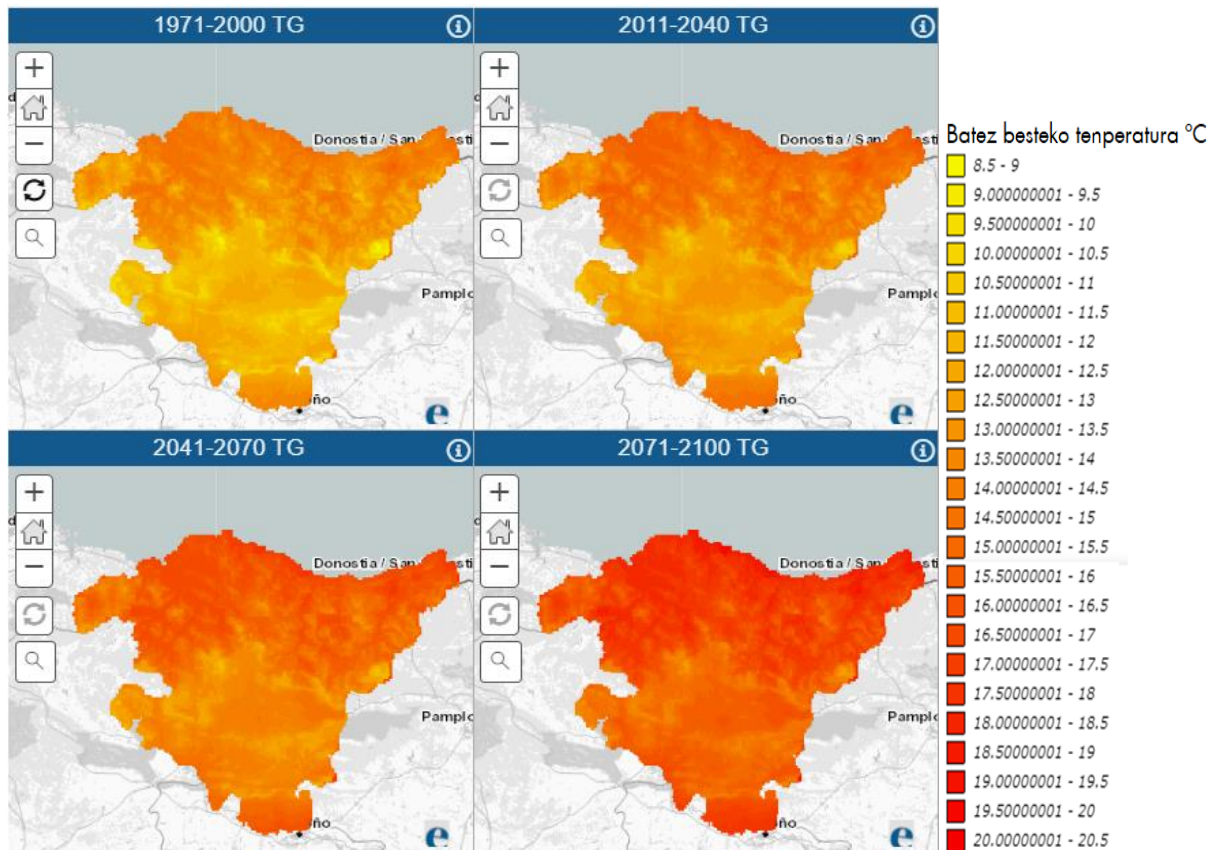 1971-2000 TG
2011-2040 TG
Donostia / San
Donostia / San
Pamplo
Pamplo
ño
ño
e
e
2041-2070 TG
2071-2100 TG
Donostia / San
Donostia / San
Pamplo
Pamplo
ño
ño
e
e
Batez besteko tenperatura ºC
8.5 - 9
9.000000001 - 9.5
9.500000001 - 10
10.00000001 - 10.5
10.50000001 - 11
11.00000001 - 11.5
11.50000001 - 12
12.00000001 - 12.5
12.50000001 - 13
13.00000001 - 13.5
13.50000001 - 14
14.00000001 - 14.5
14.50000001 - 15
15.00000001 - 15.5
15.50000001 - 16
16.00000001 - 16.5
16.50000001 - 17
17.00000001 - 17.5
17.50000001 - 18
18.00000001 - 18.5
18.50000001 - 19
19.00000001 - 19.5
19.50000001 - 20
20.00000001 - 20.5